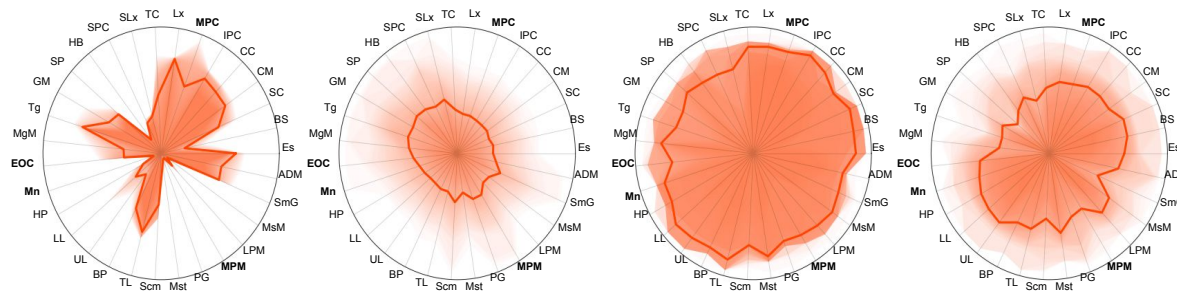 TC
Lx
MPC
IPC
CC
CM
SC
BS
Es
ADM
SmG
MsM
LPM
MPM
PG
Mst
Scm
TL
BP
UL
LL
HP
Mn
EOC
MgM
Tg
GM
SP
HB
SPC
SLx
TC
Lx
MPC
IPC
CC
CM
SC
BS
Es
ADM
SmG
MsM
LPM
MPM
PG
Mst
Scm
TL
BP
UL
LL
HP
Mn
EOC
MgM
Tg
GM
SP
HB
SPC
SLx
TC
Lx
MPC
IPC
CC
CM
SC
BS
Es
ADM
SmG
MsM
LPM
MPM
PG
Mst
Scm
TL
BP
UL
LL
HP
Mn
EOC
MgM
Tg
GM
SP
HB
SPC
SLx
TC
Lx
MPC
IPC
CC
CM
SC
BS
Es
MsM
LPM
MPM
PG
Mst
Scm
TL
BP
UL
LL
HP
Mn
EOC
MgM
Tg
GM
SP
HB
SPC
SLx